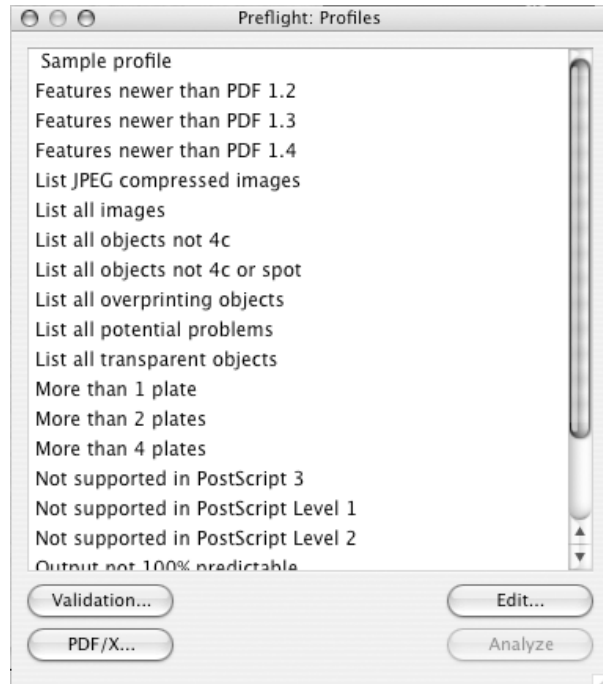 Preflight: Profiles
Sample profile
Features newer than PDF 1.2
Features newer than PDF 1.3
Features newer than PDF 1.4
List JPEG compressed images
List all images
List all objects not 4c
List all objects not 4c or spot
List all overprinting objects
List all potential problems
List all transparent objects
More than 1 plate
More than 2 plates
More than 4 plates
Not supported in PostScript 3
Not supported in PostScript Level 1
Not supported in PostScript Level 2
Output not 100% predictable
Validation... Edit...
PDF/X... Analyze